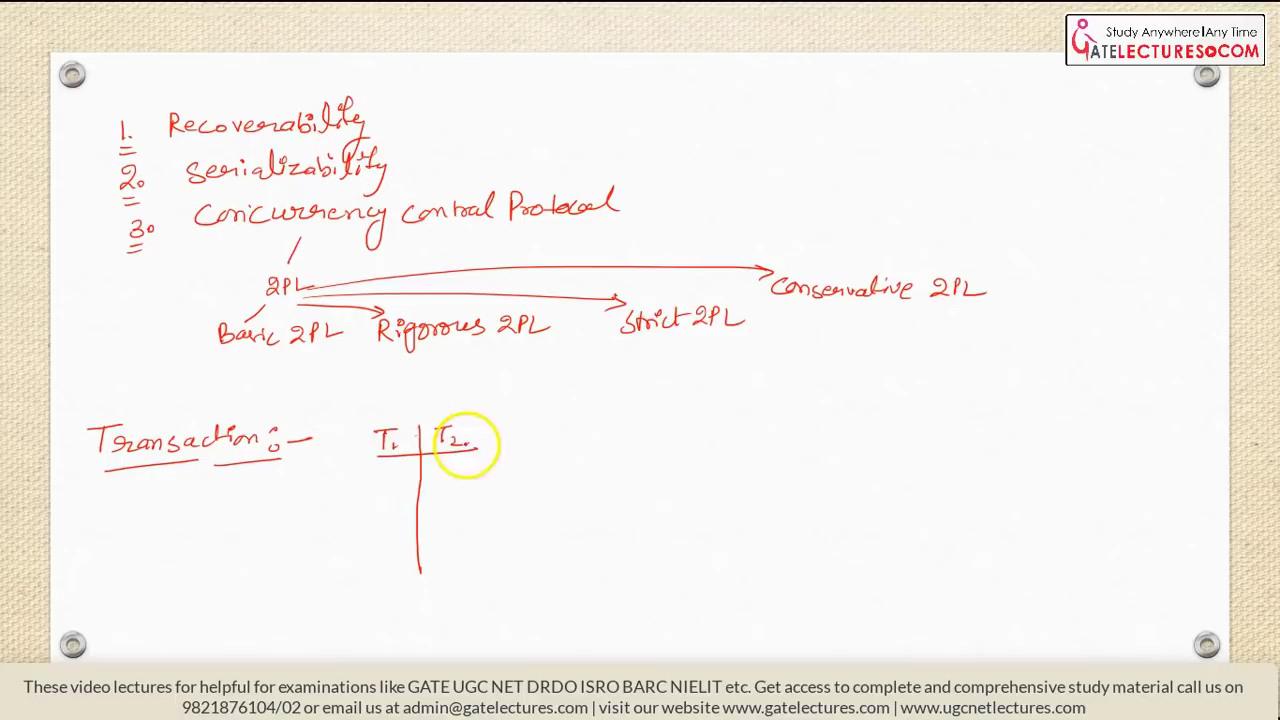 Study Anywhere|Any Time
GATELECTURES.COM
1. Recoverability
2. Serializability
3. Concurrency Control Protocol
2PL
Conservative 2PL
Basic 2PL Rigorous 2PL Strict 2PL
Transaction :- T1 T2
These video lectures for helpful for examinations like GATE UGC NET DRDO ISRO BARC NIELIT etc. Get access to complete and comprehensive study material call us on
9821876104/02 or email us at admin@gatelectures.com | visit our website www.gatelectures.com | www.ugcnetlectures.com